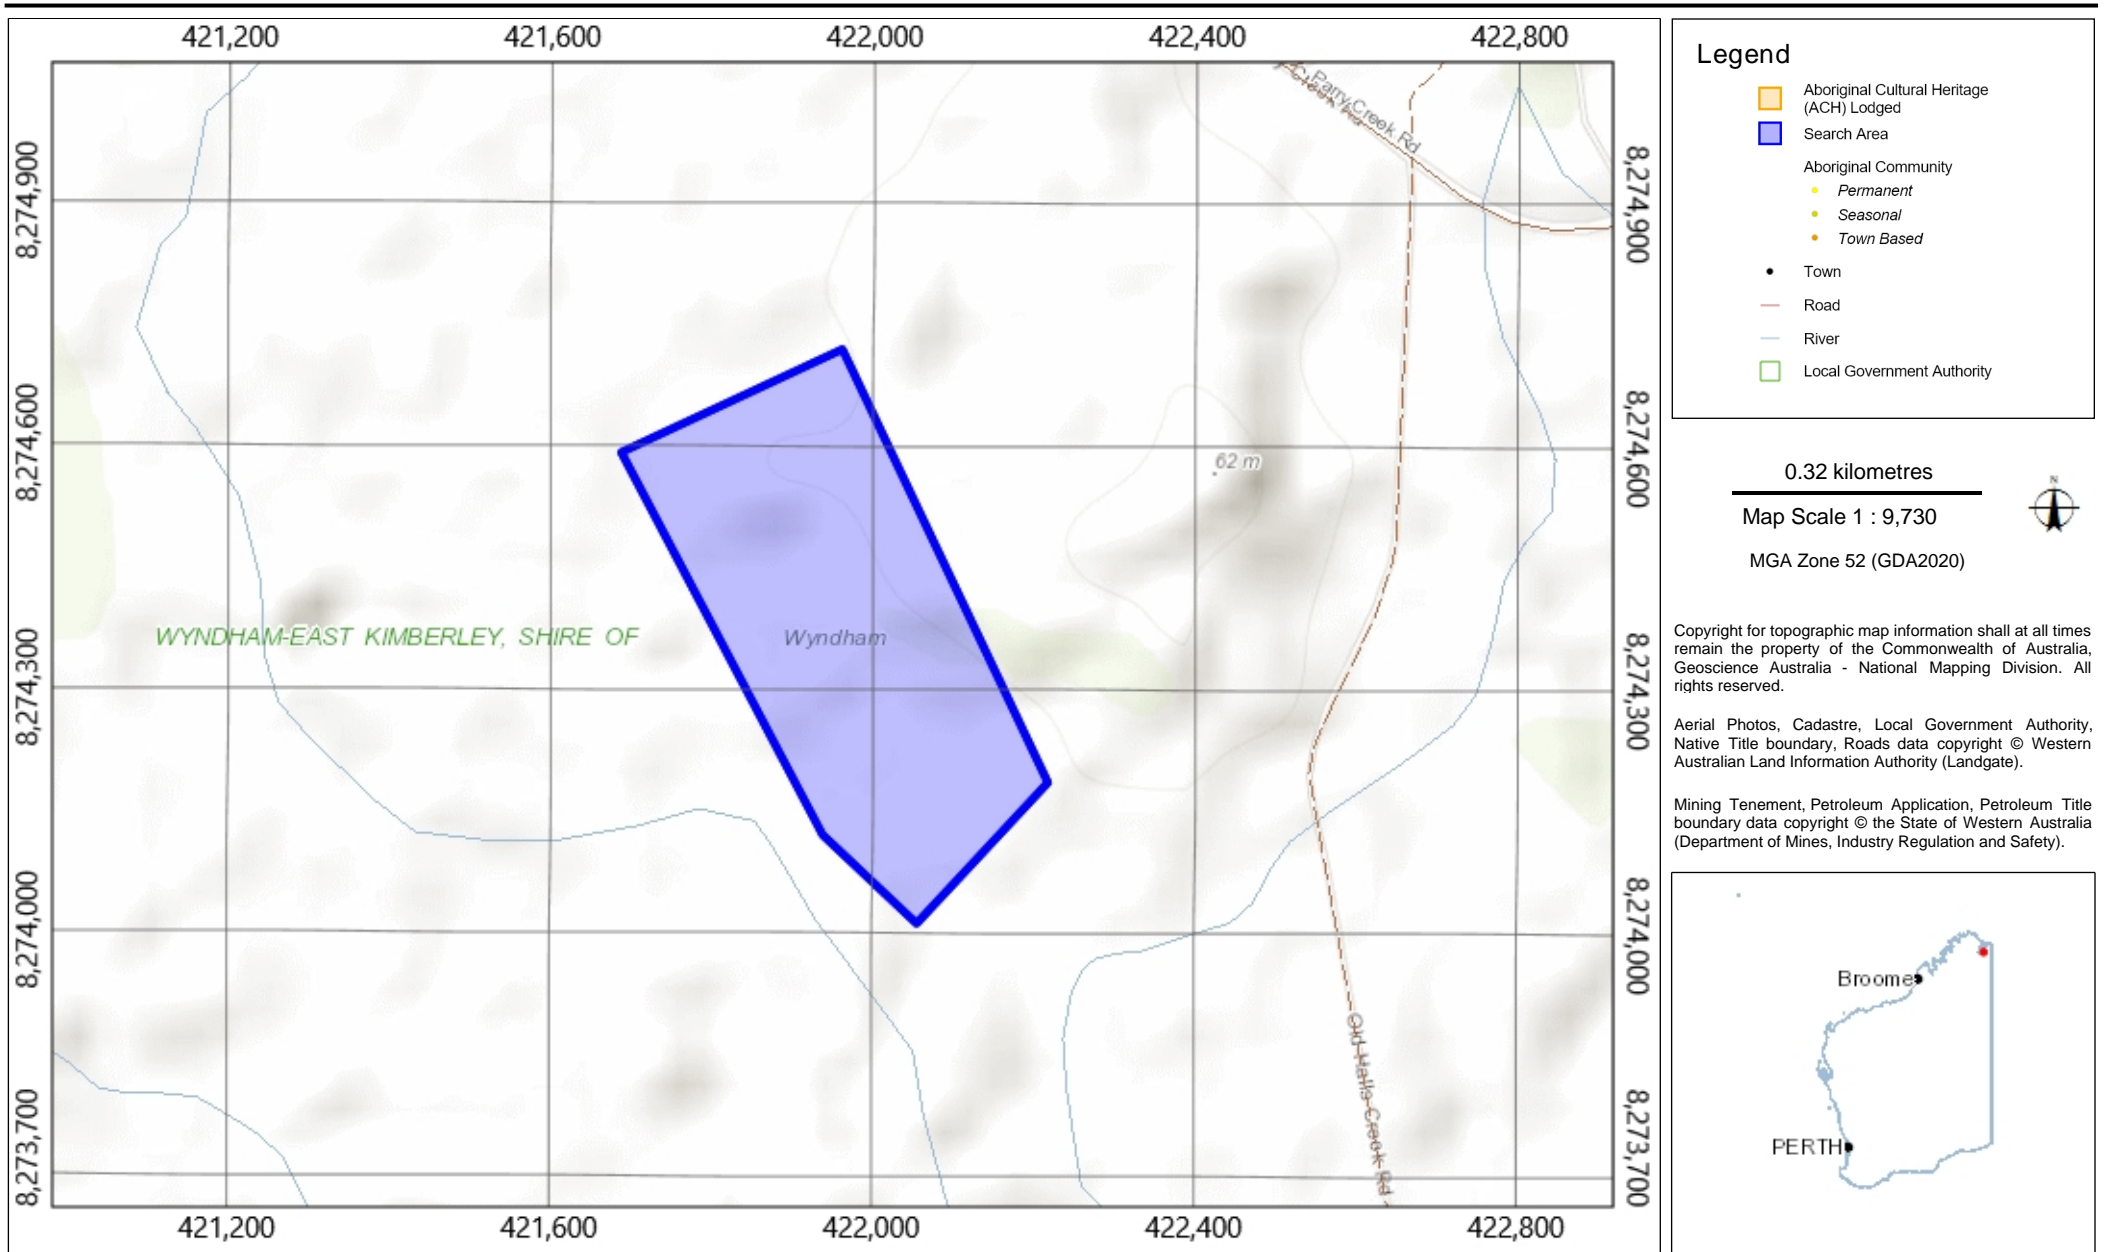 421,200 421,600 422,000 422,400 422,800
8,274,900
8,274,600
8,274,300
8,274,000
8,273,700
Parry Creek Rd
62 m
WYNDHAM-EAST KIMBERLEY, SHIRE OF
Wyndham
Old Halls Creek Rd
8,274,900
8,274,600
8,274,300
8,274,000
8,273,700
421,200 421,600 422,000 422,400 422,800
Legend
Aboriginal Cultural Heritage
(ACH) Lodged
Search Area
Aboriginal Community
Permanent
Seasonal
Town Based
Town
Road
River
Local Government Authority
0.32 kilometres
Map Scale 1 : 9,730
MGA Zone 52 (GDA2020)
N
Copyright for topographic map information shall at all times
remain the property of the Commonwealth of Australia,
Geoscience Australia - National Mapping Division. All
rights reserved.
Aerial Photos, Cadastre, Local Government Authority,
Native Title boundary, Roads data copyright © Western
Australian Land Information Authority (Landgate).
Mining Tenement, Petroleum Application, Petroleum Title
boundary data copyright © the State of Western Australia
(Department of Mines, Industry Regulation and Safety).
Broome
PERTH